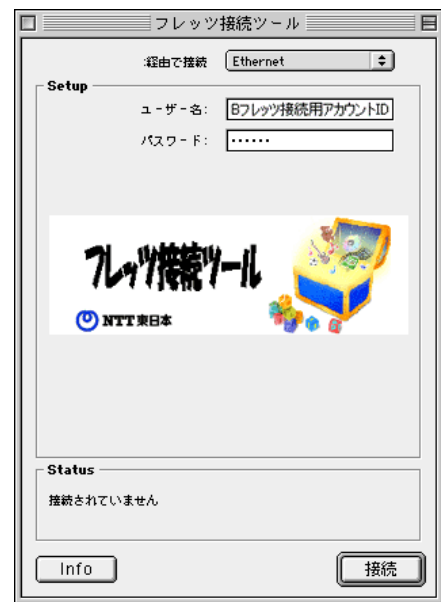 フレッツ接続ツール
:経由で接続 Ethernet
Setup
ユーザー名: Bフレッツ接続用アカウントID
パスワード: ••••••
フレッツ接続ツール
NTT東日本
Status
接続されていません
Info 接続